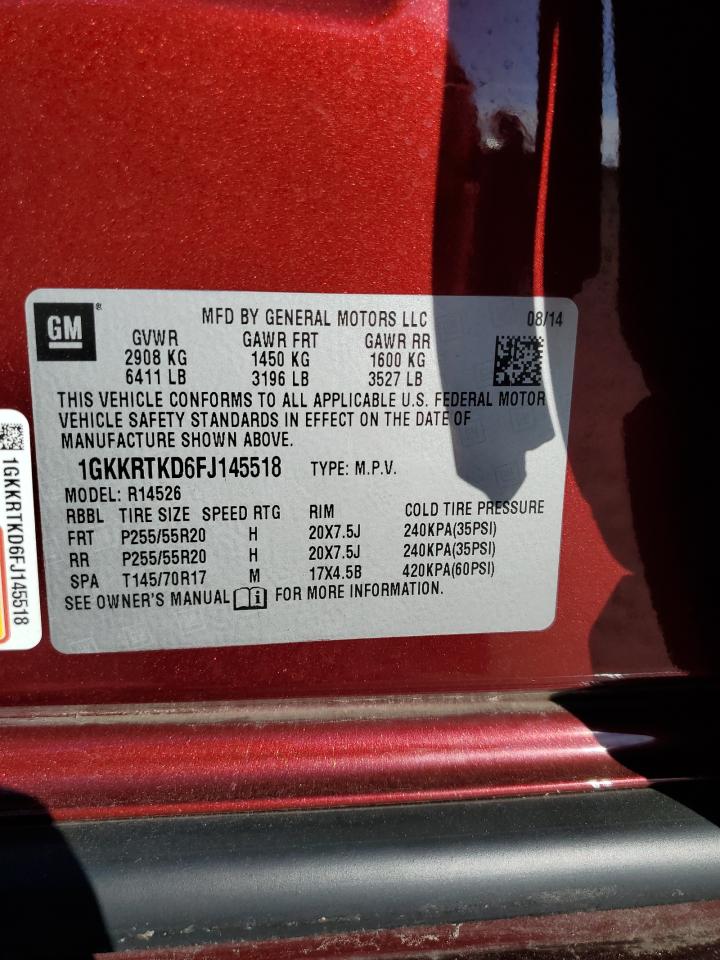 GM®
MFD BY GENERAL MOTORS LLC 08/14
GVWR GAWR FRT GAWR RR
2908 KG 1450 KG 1600 KG
6411 LB 3196 LB 3527 LB
THIS VEHICLE CONFORMS TO ALL APPLICABLE U.S. FEDERAL MOTOR
VEHICLE SAFETY STANDARDS IN EFFECT ON THE DATE OF
MANUFACTURE SHOWN ABOVE.
1GKKRTKD6FJ145518 TYPE: M.P.V.
MODEL: R14526
RBBL TIRE SIZE SPEED RTG RIM COLD TIRE PRESSURE
FRT P255/55R20 H 20X7.5J 240KPA(35PSI)
RR P255/55R20 H 20X7.5J 240KPA(35PSI)
SPA T145/70R17 M 17X4.5B 420KPA(60PSI)
SEE OWNER'S MANUAL i FOR MORE INFORMATION.
1GKKRTKD6FJ145518